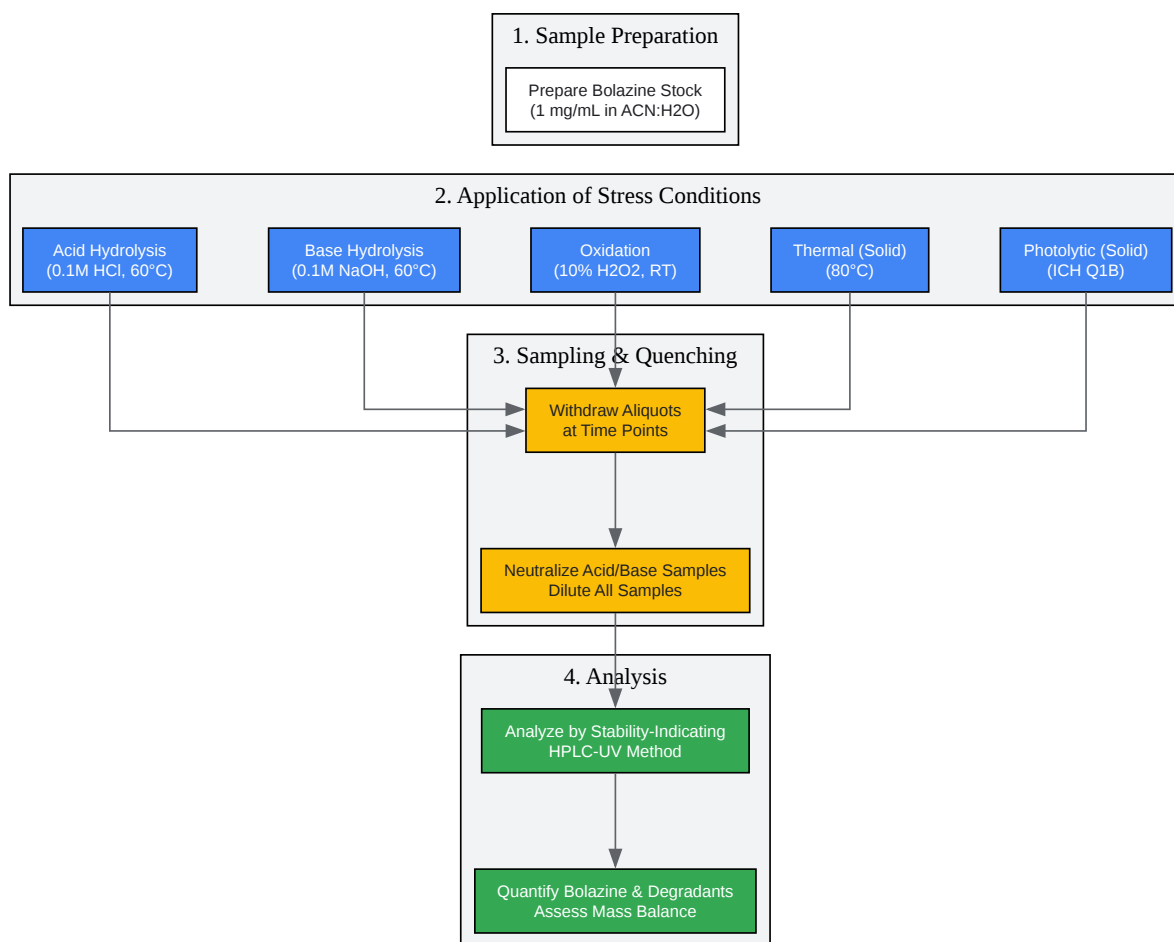 1. Sample Preparation
Prepare Bolazine Stock
(1 mg/mL in ACN:H2O)
2. Application of Stress Conditions
Acid Hydrolysis
(0.1M HCl, 60°C)
Base Hydrolysis
(0.1M NaOH, 60°C)
Oxidation
(10% H2O2, RT)
Thermal (Solid)
(80°C)
Photolytic (Solid)
(ICH Q1B)
3. Sampling & Quenching
Withdraw Aliquots
at Time Points
Neutralize Acid/Base Samples
Dilute All Samples
4. Analysis
Analyze by Stability-Indicating
HPLC-UV Method
Quantify Bolazine & Degradants
Assess Mass Balance